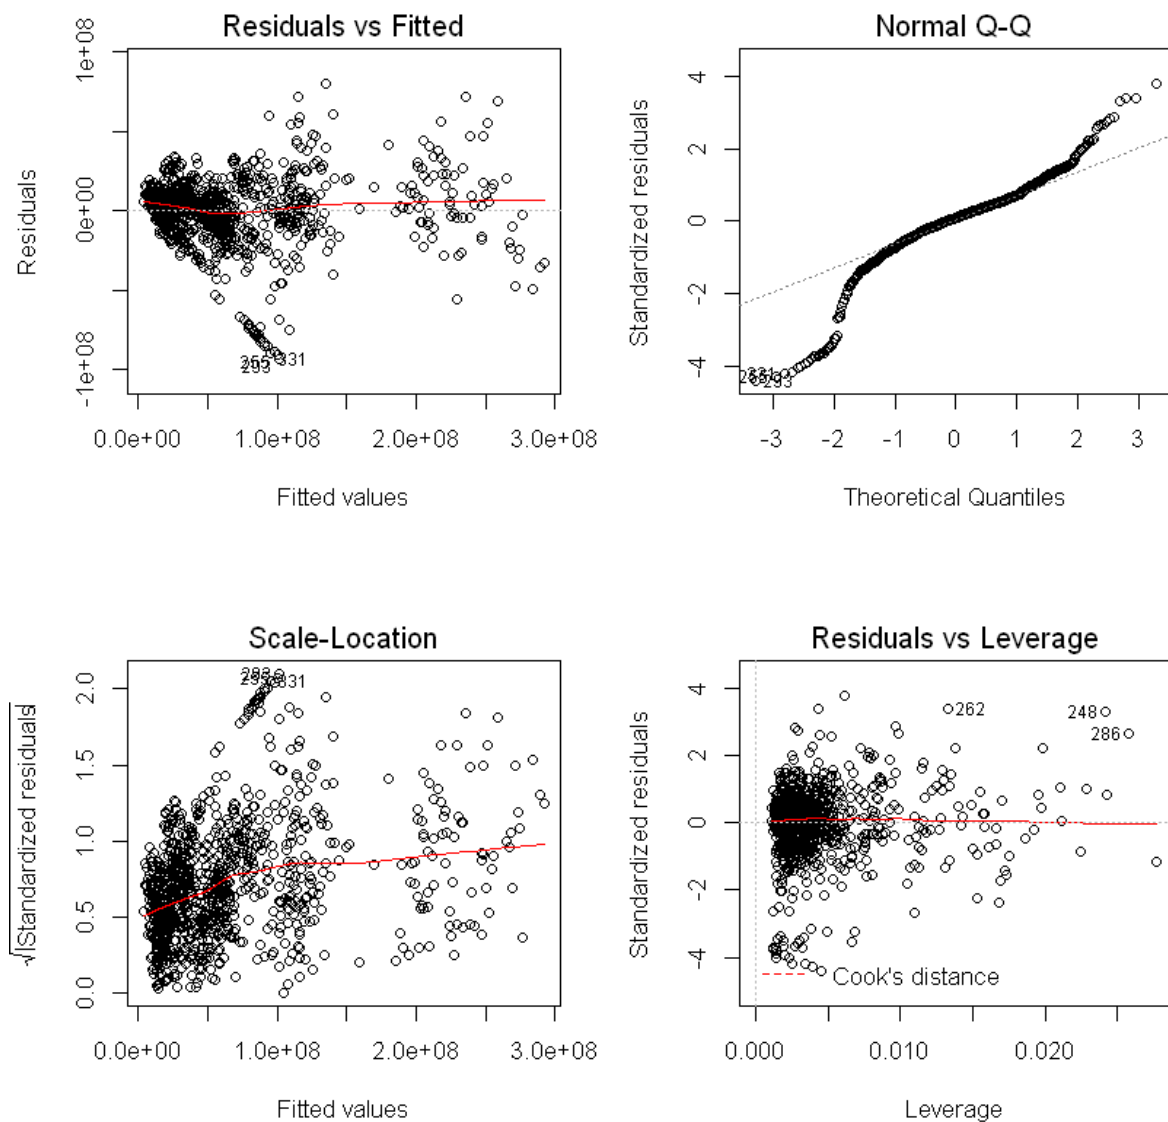 Residuals vs Fitted
Residuals
1e+08
0e+00
-1e+08
331
293
0.0e+00 1.0e+08 2.0e+08 3.0e+08
Fitted values
Normal Q-Q
Standardized residuals
4
2
0
-2
-4
331
293
-3 -2 -1 0 1 2 3
Theoretical Quantiles
Scale-Location
√|Standardized residuals|
2.0
1.5
1.0
0.5
0.0
331
0.0e+00 1.0e+08 2.0e+08 3.0e+08
Fitted values
Residuals vs Leverage
Standardized residuals
4
2
0
-2
-4
262
248
286
Cook's distance
0.000 0.010 0.020
Leverage